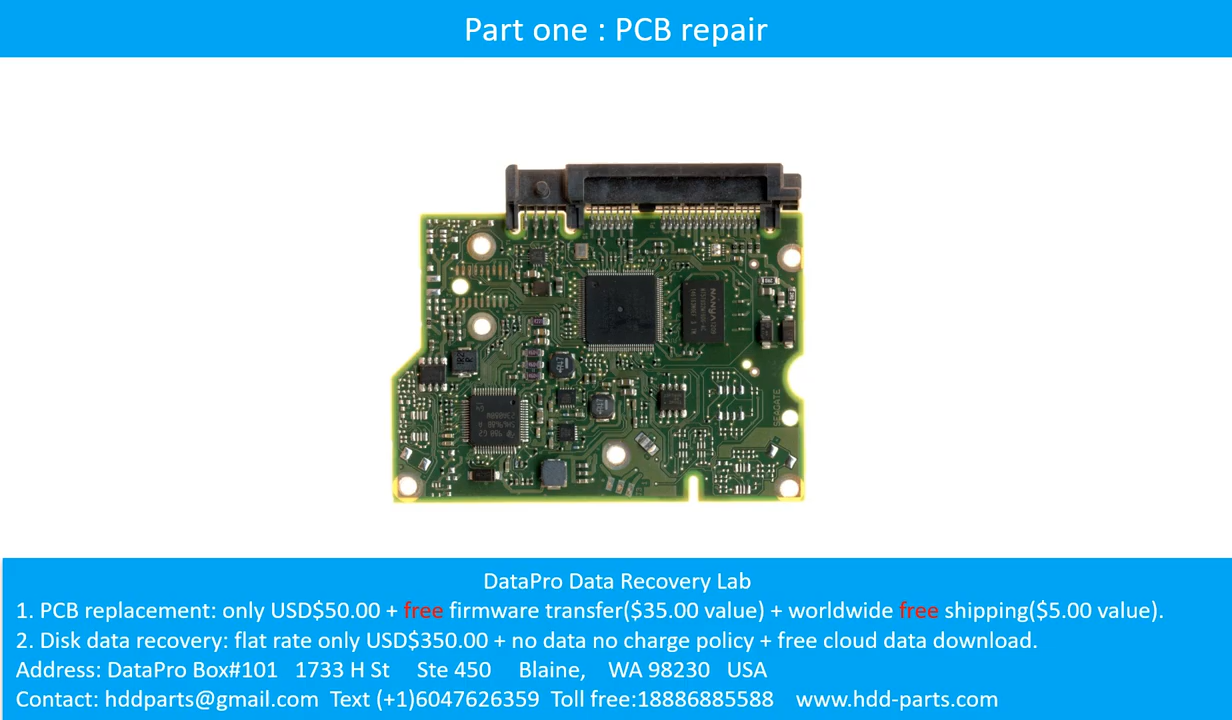 Part one : PCB repair
NANYA
SEAGATE
DataPro Data Recovery Lab
1. PCB replacement: only USD$50.00 + free firmware transfer($35.00 value) + worldwide free shipping($5.00 value).
2. Disk data recovery: flat rate only USD$350.00 + no data no charge policy + free cloud data download.
Address: DataPro Box#101 1733 H St Ste 450 Blaine, WA 98230 USA
Contact: hddparts@gmail.com Text (+1)6047626359 Toll free:18886885588 www.hdd-parts.com